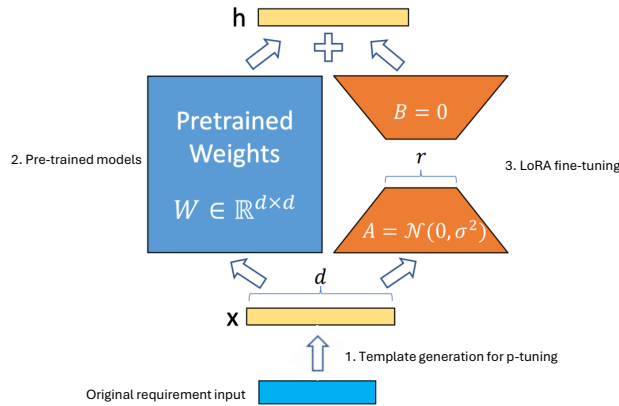 h
Pretrained
Weights
W ∈ ℝ^{d×d}
B = 0
2. Pre-trained models
r
3. LoRA fine-tuning
A = 𝒩(0, σ²)
d
x
1. Template generation for p-tuning
Original requirement input